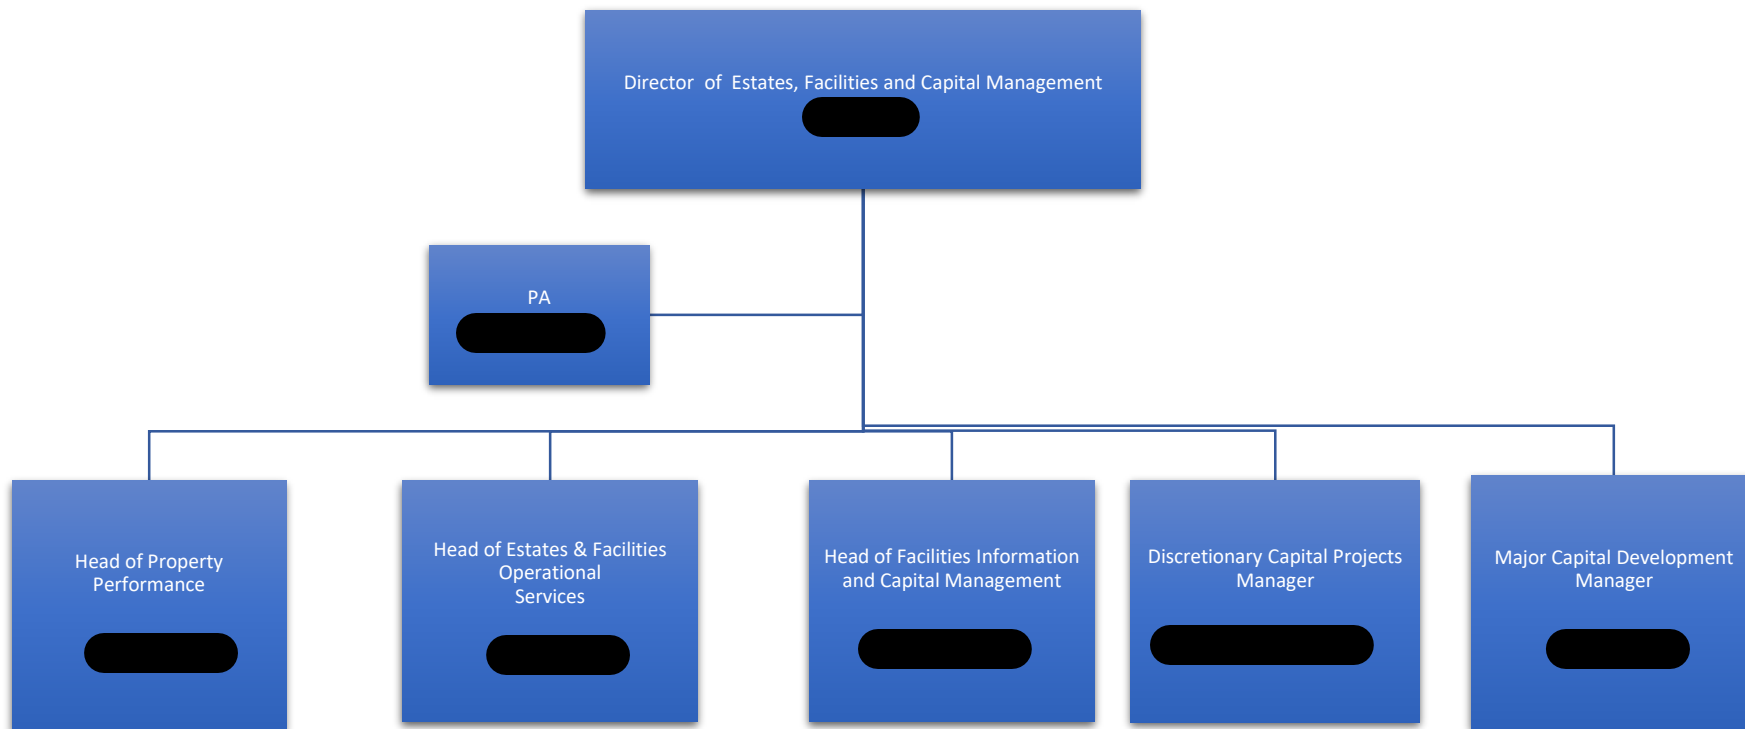 Director of Estates, Facilities and Capital Management
PA
Head of Property
Performance
Head of Estates & Facilities
Operational
Services
Head of Facilities Information
and Capital Management
Discretionary Capital Projects
Manager
Major Capital Development
Manager